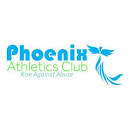 Phoenix
Athletics Club
Rise Against Abuse